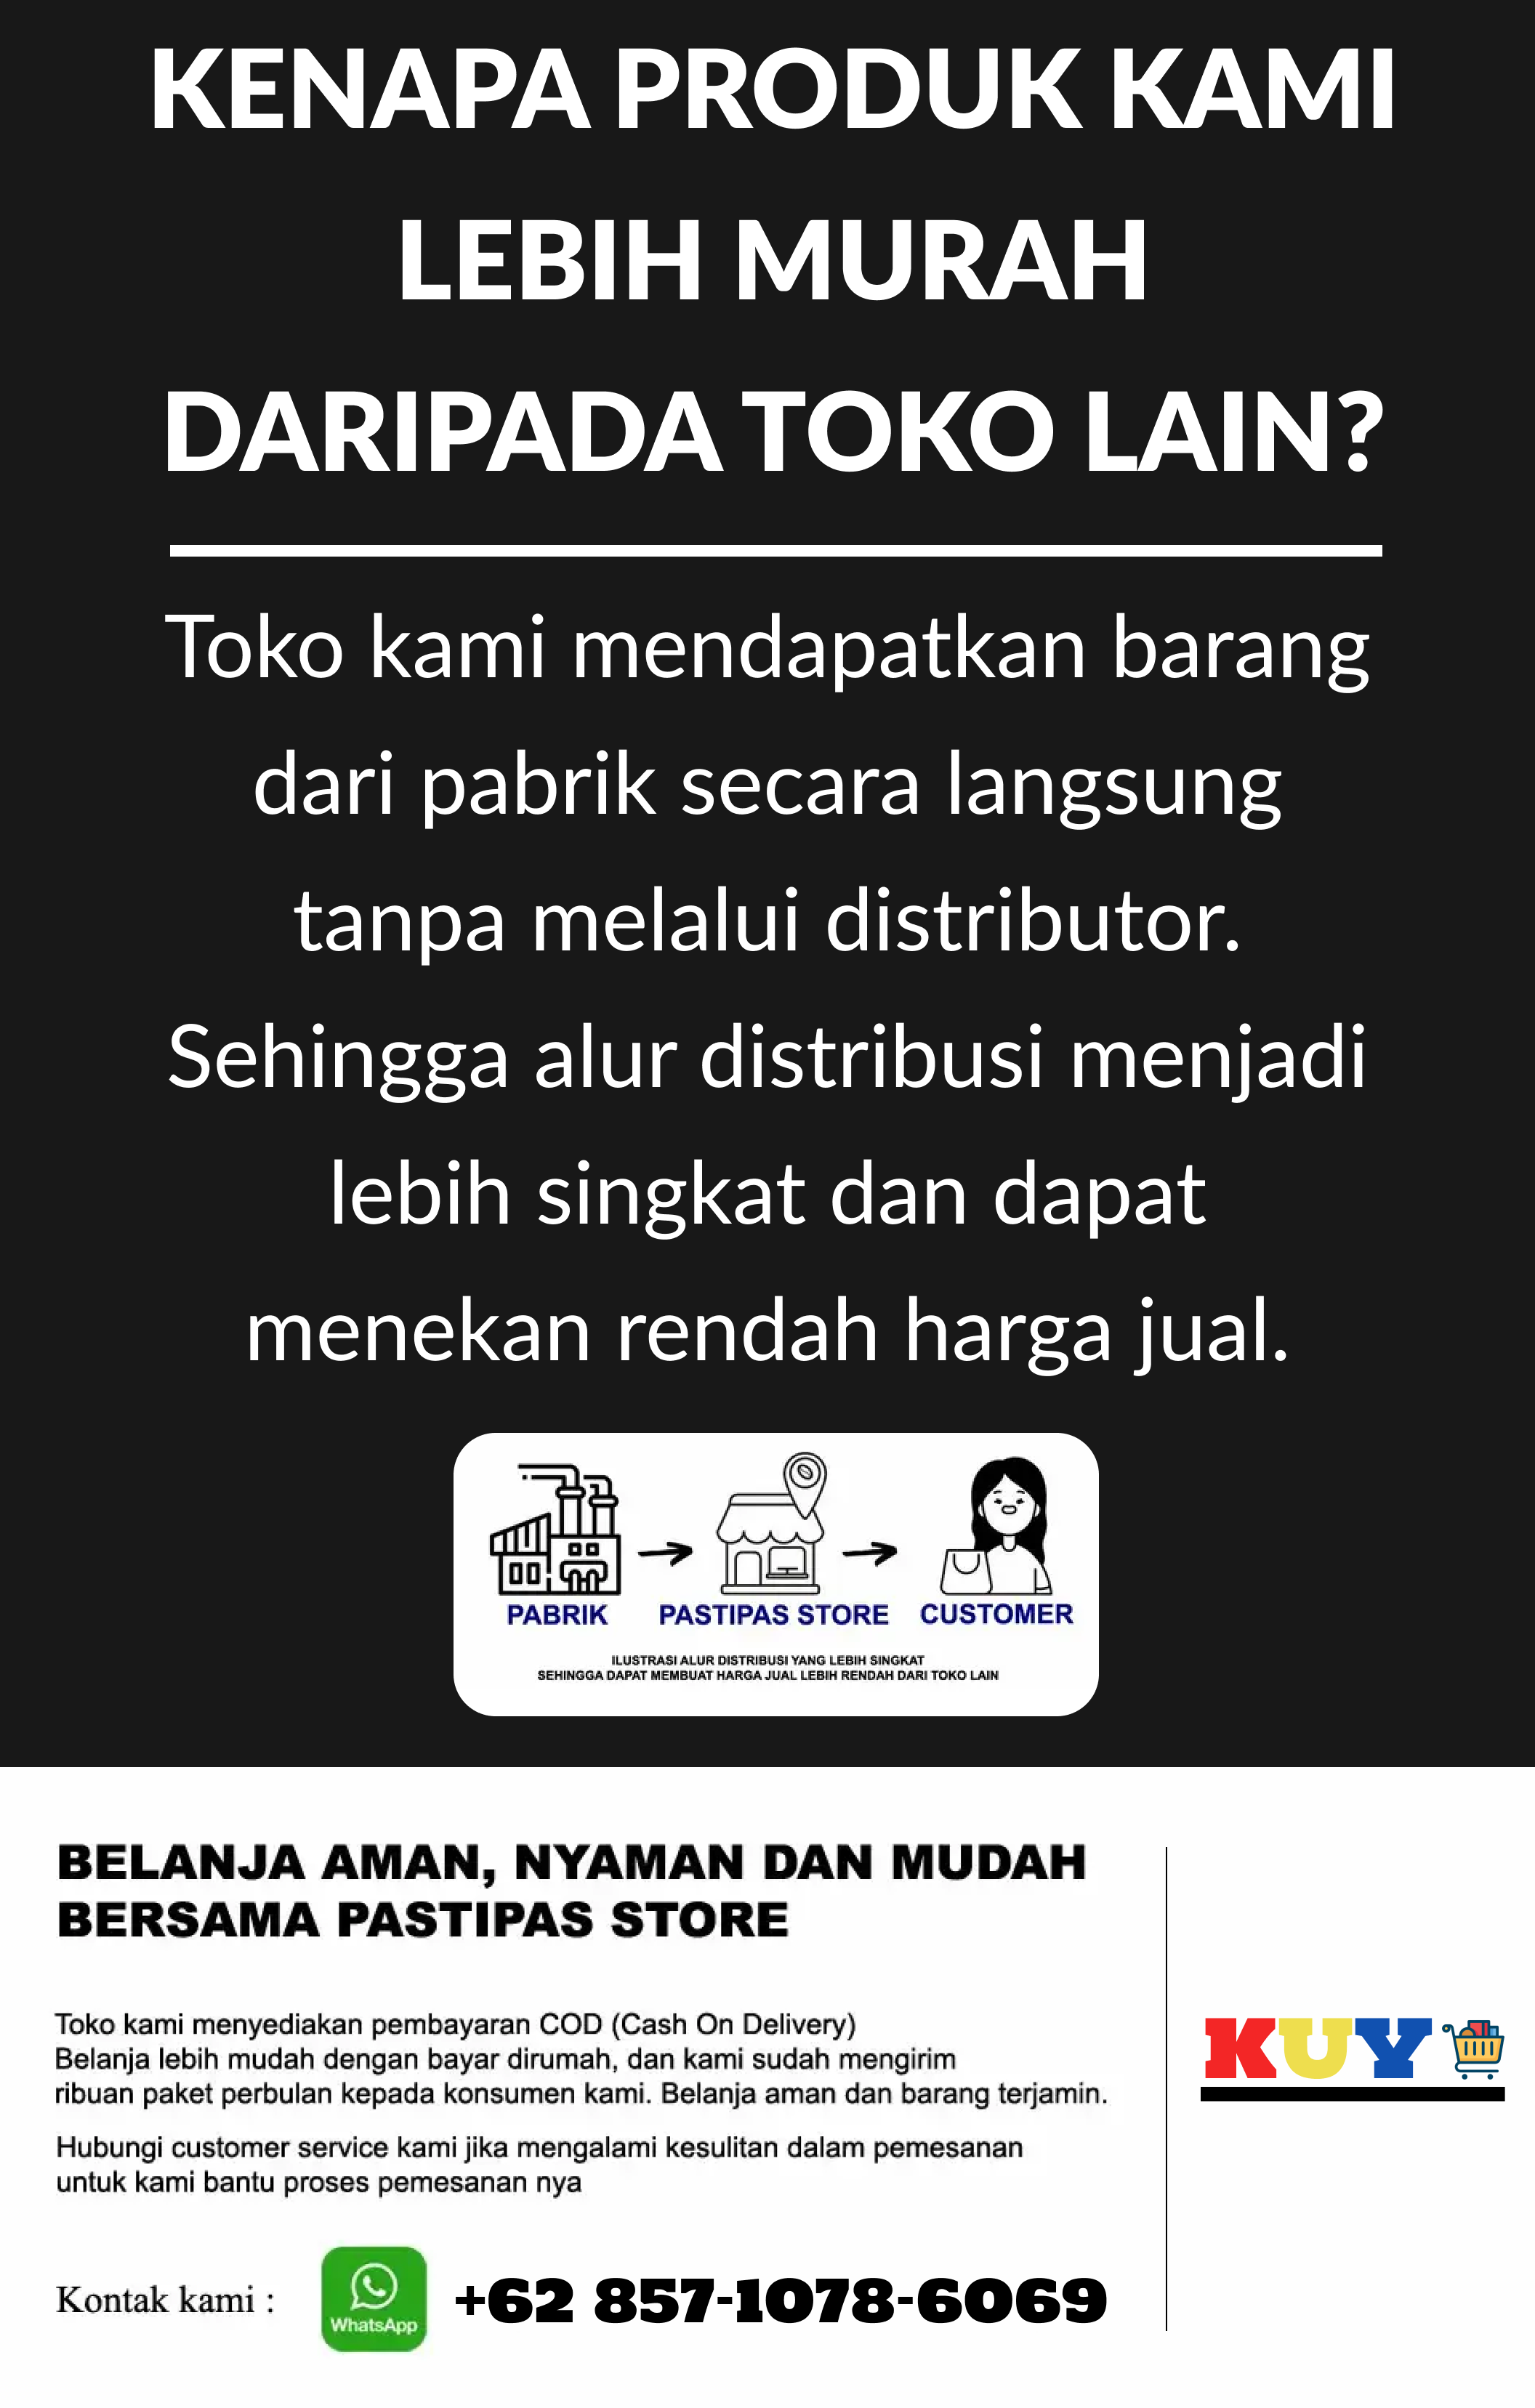 KENAPA PRODUK KAMI
LEBIH MURAH
DARIPADA TOKO LAIN?
Toko kami mendapatkan barang
dari pabrik secara langsung
tanpa melalui distributor.
Sehingga alur distribusi menjadi
lebih singkat dan dapat
menekan rendah harga jual.
PABRIK PASTIPAS STORE CUSTOMER
ILUSTRASI ALUR DISTRIBUSI YANG LEBIH SINGKAT
SEHINGGA DAPAT MEMBUAT HARGA JUAL LEBIH RENDAH DARI TOKO LAIN
BELANJA AMAN, NYAMAN DAN MUDAH
BERSAMA PASTIPAS STORE
Toko kami menyediakan pembayaran COD (Cash On Delivery)
Belanja lebih mudah dengan bayar dirumah, dan kami sudah mengirim
ribuan paket perbulan kepada konsumen kami. Belanja aman dan barang terjamin.
Hubungi customer service kami jika mengalami kesulitan dalam pemesanan
untuk kami bantu proses pemesanan nya
Kontak kami :
WhatsApp
+62 857-1078-6069
KUY